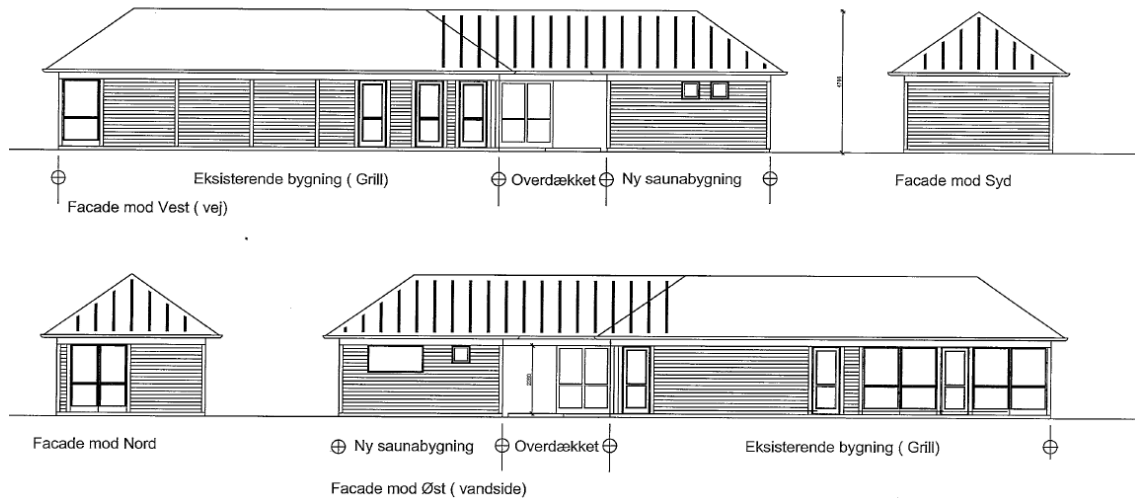 Eksisterende bygning ( Grill) Overdækket Ny saunabygning
Facade mod Syd
Facade mod Vest ( vej)
Facade mod Nord
Ny saunabygning Overdækket Eksisterende bygning ( Grill)
Facade mod Øst ( vandside)